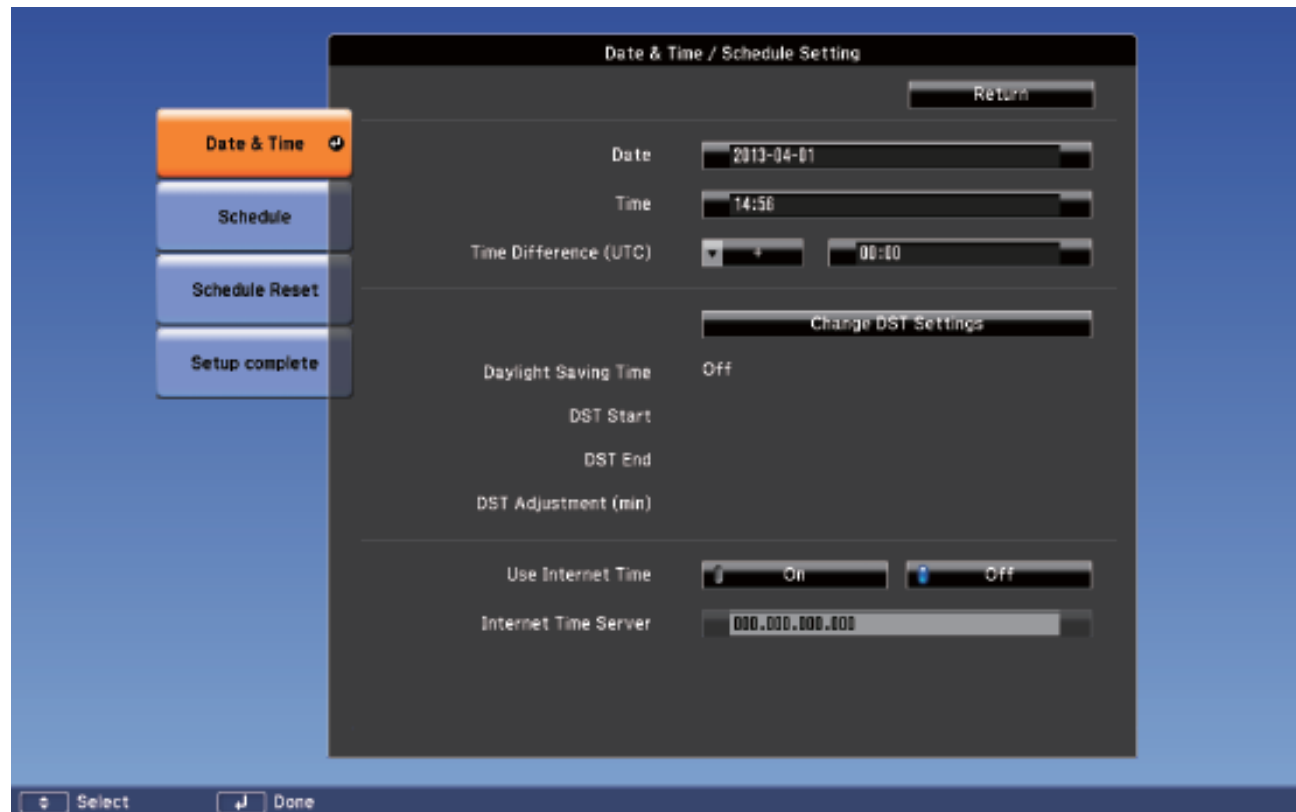 Date & Time / Schedule Setting
Return
Date & Time
Schedule
Schedule Reset
Setup complete
Date 2013-04-01
Time 14:58
Time Difference (UTC) + 00:00
Change DST Settings
Daylight Saving Time Off
DST Start
DST End
DST Adjustment (min)
Use Internet Time On Off
Internet Time Server 000.000.000.000
Select Done